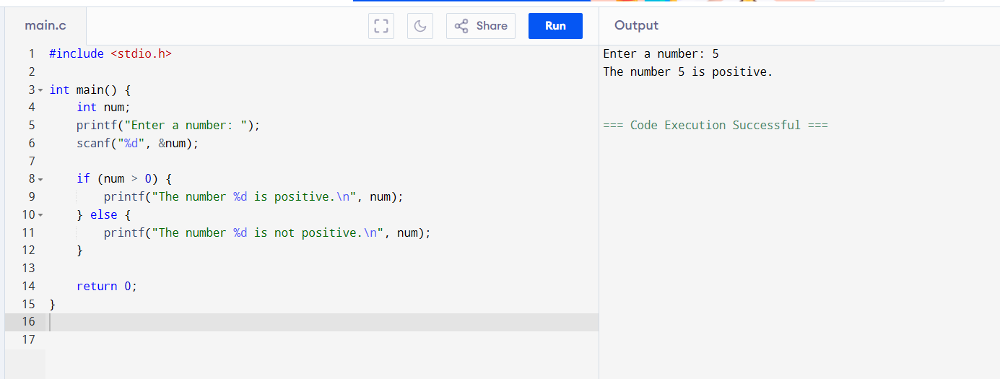 main.c
Share
Run
Output
1 #include <stdio.h>
2
3 int main() {
4     int num;
5     printf("Enter a number: ");
6     scanf("%d", &num);
7
8     if (num > 0) {
9         printf("The number %d is positive.\n", num);
10     } else {
11         printf("The number %d is not positive.\n", num);
12     }
13
14     return 0;
15 }
16
17
Enter a number: 5
The number 5 is positive.
=== Code Execution Successful ===